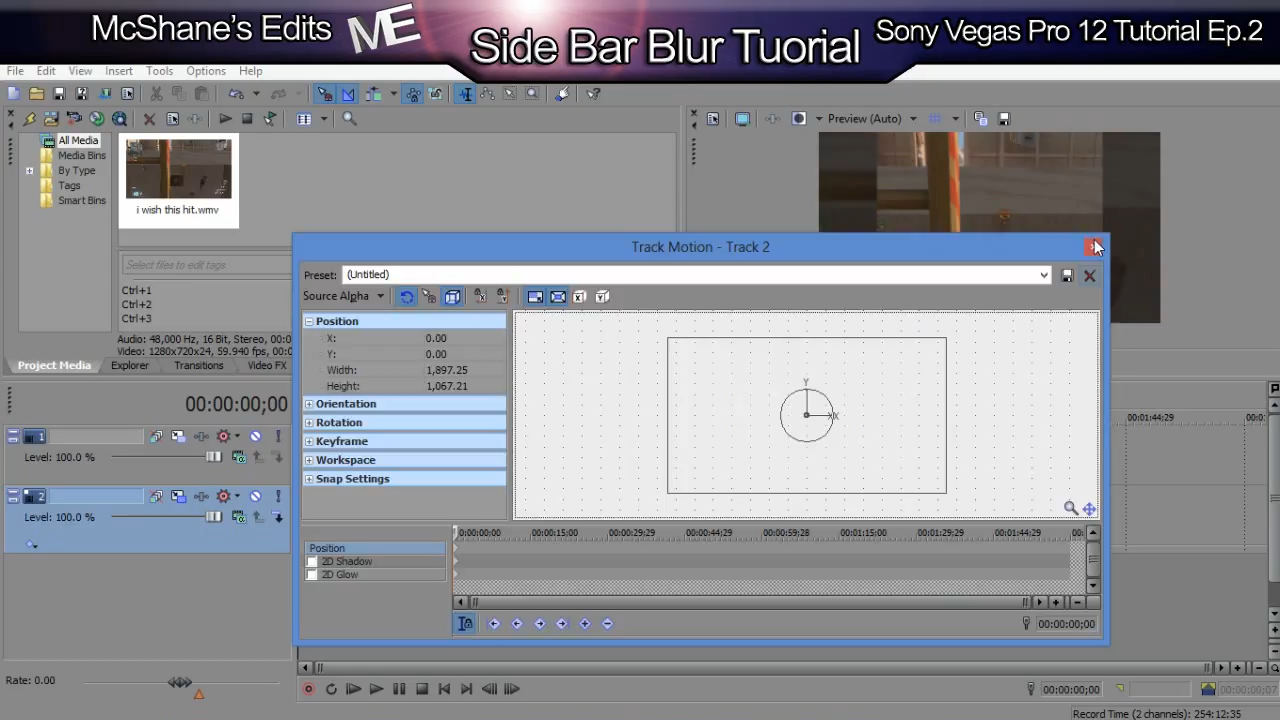 McShane's Edits
ME
Side Bar Blur Tuorial
Sony Vegas Pro 12 Tutorial Ep.2
File Edit View Insert Tools Options Help
All Media
Media Bins
By Type
Tags
Smart Bins
i wish this hit.wmv
Select files to edit tags
Ctrl+1
Ctrl+2
Ctrl+3
Audio: 48,000 Hz, 16 Bit, Stereo, 00:0
Video: 1280x720x24, 59.940 fps, 00:0
Project Media Explorer Transitions Video FX
Preview (Auto)
Track Motion - Track 2
Preset: (Untitled)
Source Alpha
Position
X: 0.00
Y: 0.00
Width: 1,897.25
Height: 1,067.21
Orientation
Rotation
Keyframe
Workspace
Snap Settings
Y
X
0:00:00:00 00:00:15:00 00:00:29:29 00:00:44:29 00:00:59:28 00:01:15:00 00:01:29:29 00:01:44:29 00:
Position
2D Shadow
2D Glow
00:00:00;00
00:00:00;00
00:01:44:29
1
Level: 100.0 %
2
Level: 100.0 %
Rate: 0.00
00:00:00;00
00:00:00;07
Record Time (2 channels): 254:12:35